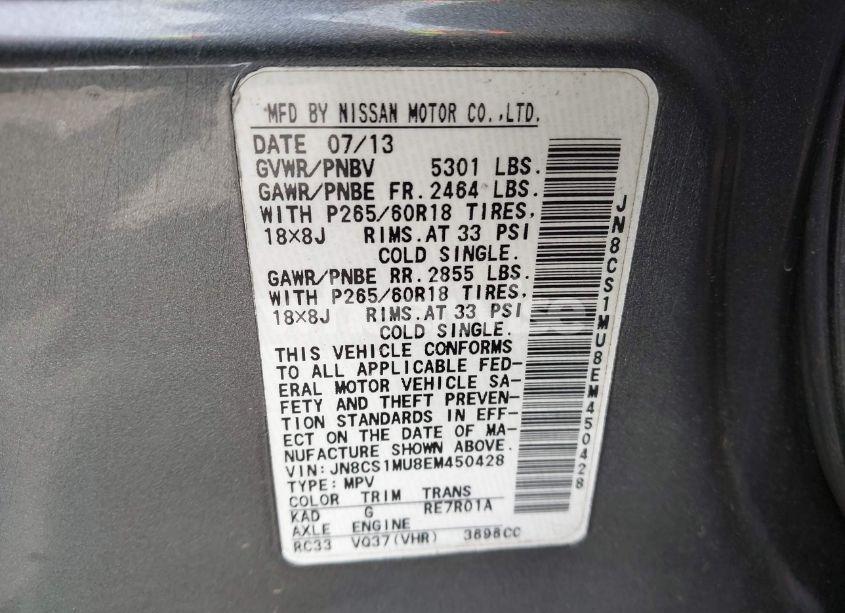 MFD BY NISSAN MOTOR CO.,LTD.
DATE 07/13
GVWR/PNBV 5301 LBS.
GAWR/PNBE FR. 2464 LBS.
WITH P265/60R18 TIRES,
18×8J RIMS.AT 33 PSI
COLD SINGLE.
GAWR/PNBE RR. 2855 LBS.
WITH P265/60R18 TIRES,
18×8J RIMS.AT 33 PSI
COLD SINGLE.
THIS VEHICLE CONFORMS
TO ALL APPLICABLE FED-
ERAL MOTOR VEHICLE SA-
FETY AND THEFT PREVEN-
TION STANDARDS IN EFF-
ECT ON THE DATE OF MA-
NUFACTURE SHOWN ABOVE.
VIN: JN8CS1MU8EM450428
TYPE: MPV
COLOR TRIM TRANS
KAD G RE7R01A
AXLE ENGINE
RC33 VQ37(VHR) 3696CC
JN8CS1MU8EM450428